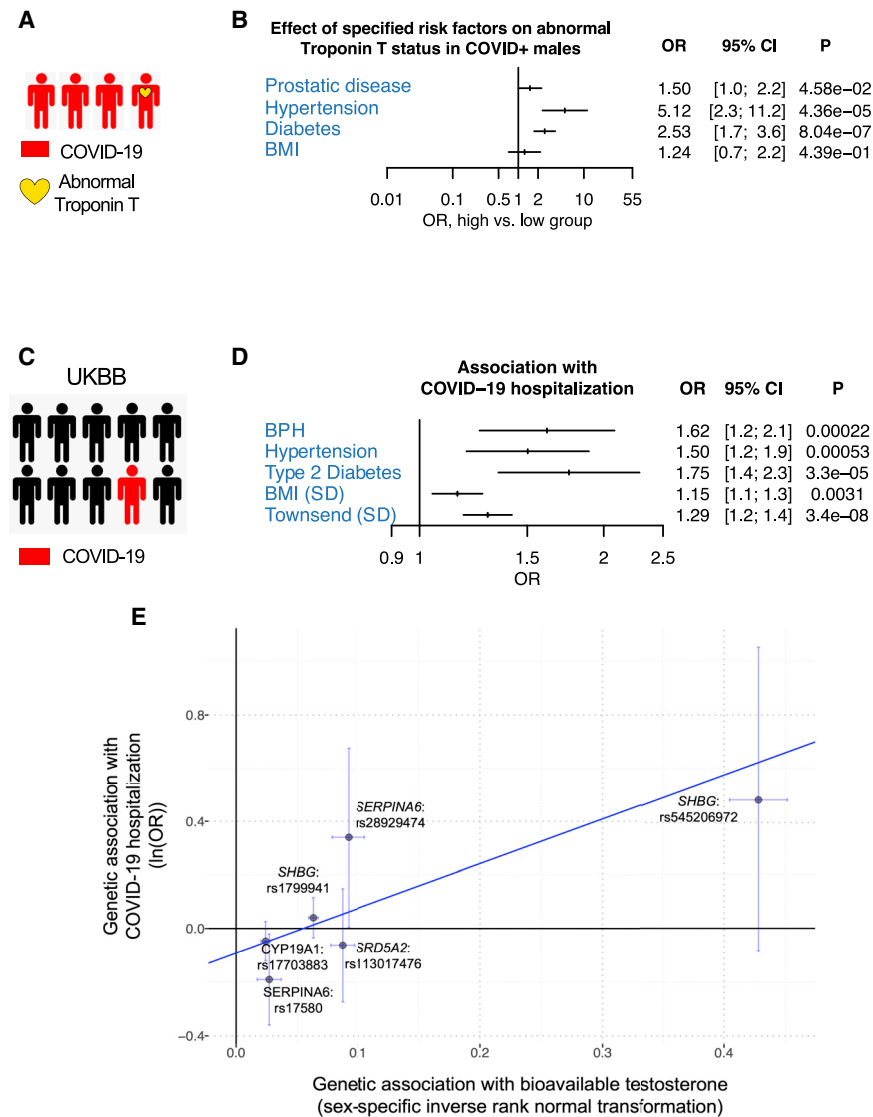 A
COVID-19
Abnormal
Troponin T
B
Effect of specified risk factors on abnormal
Troponin T status in COVID+ males
OR 95% CI P
Prostatic disease 1.50 [1.0; 2.2] 4.58e−02
Hypertension 5.12 [2.3; 11.2] 4.36e−05
Diabetes 2.53 [1.7; 3.6] 8.04e−07
BMI 1.24 [0.7; 2.2] 4.39e−01
0.01 0.1 0.5 1 2 10 55
OR, high vs. low group
C
UKBB
COVID-19
D
Association with
COVID−19 hospitalization
OR 95% CI P
BPH 1.62 [1.2; 2.1] 0.00022
Hypertension 1.50 [1.2; 1.9] 0.00053
Type 2 Diabetes 1.75 [1.4; 2.3] 3.3e−05
BMI (SD) 1.15 [1.1; 1.3] 0.0031
Townsend (SD) 1.29 [1.2; 1.4] 3.4e−08
0.9 1 1.5 2 2.5
OR
E
Genetic association with
COVID-19 hospitalization
(ln(OR))
0.8
0.4
0.0
−0.4
SERPINA6:
rs28929474
SHBG:
rs545206972
SHBG:
rs1799941
CYP19A1:
rs17703883
SRD5A2:
rs113017476
SERPINA6:
rs17580
0.0 0.1 0.2 0.3 0.4
Genetic association with bioavailable testosterone
(sex-specific inverse rank normal transformation)